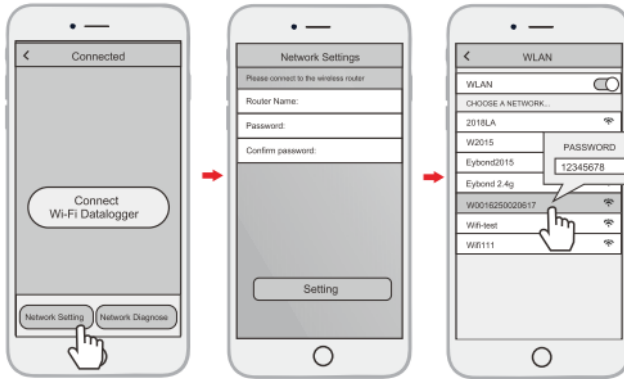 Connected
Connect
Wi-Fi Datalogger
Network Setting
Network Diagnose
Network Settings
Please connect to the wireless router
Router Name:
Password:
Confirm password:
Setting
WLAN
WLAN
CHOOSE A NETWORK...
2018LA
W2015
Eybond2015
Eybond 2.4g
W0016250020617
Wifi-test
Wifi111
PASSWORD
12345678